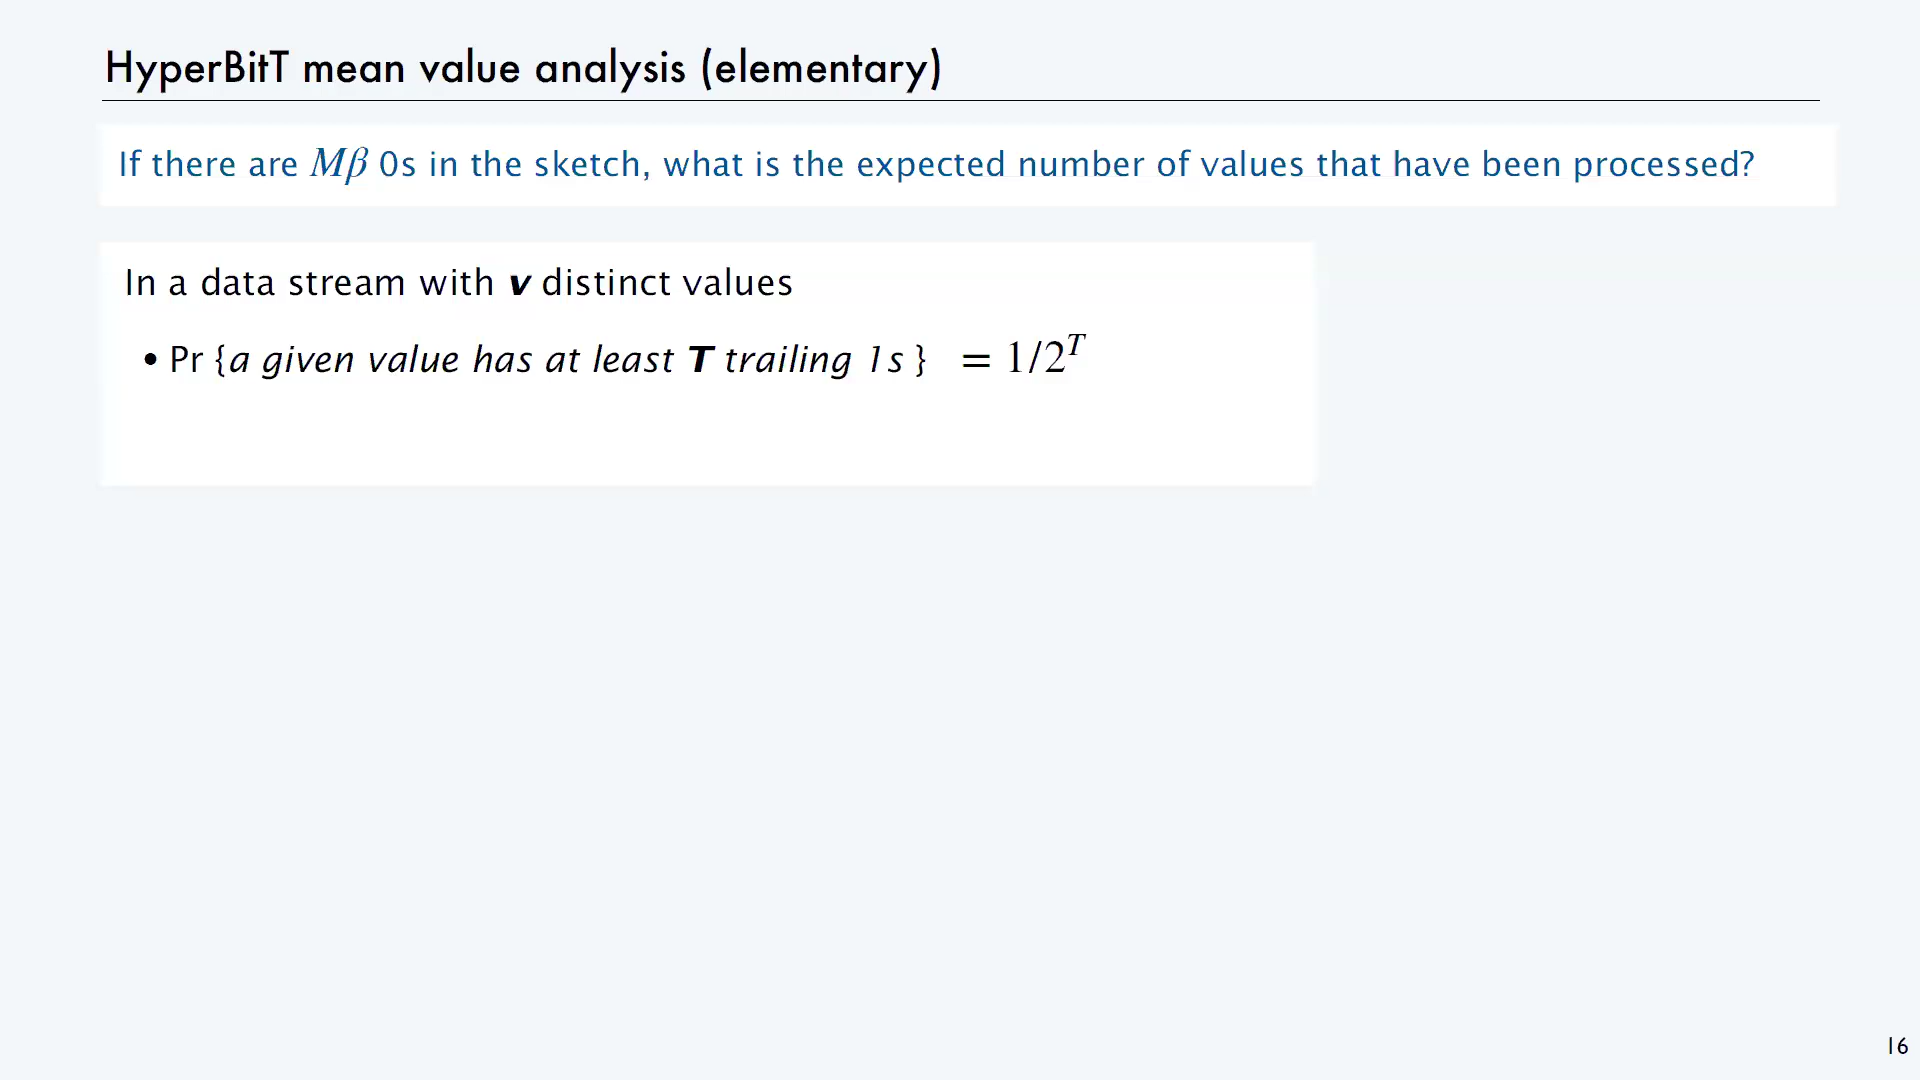 HyperBitT mean value analysis (elementary)
If there are Mβ 0s in the sketch, what is the expected number of values that have been processed?
In a data stream with v distinct values
• Pr {a given value has at least T trailing 1s } = 1/2^T
16